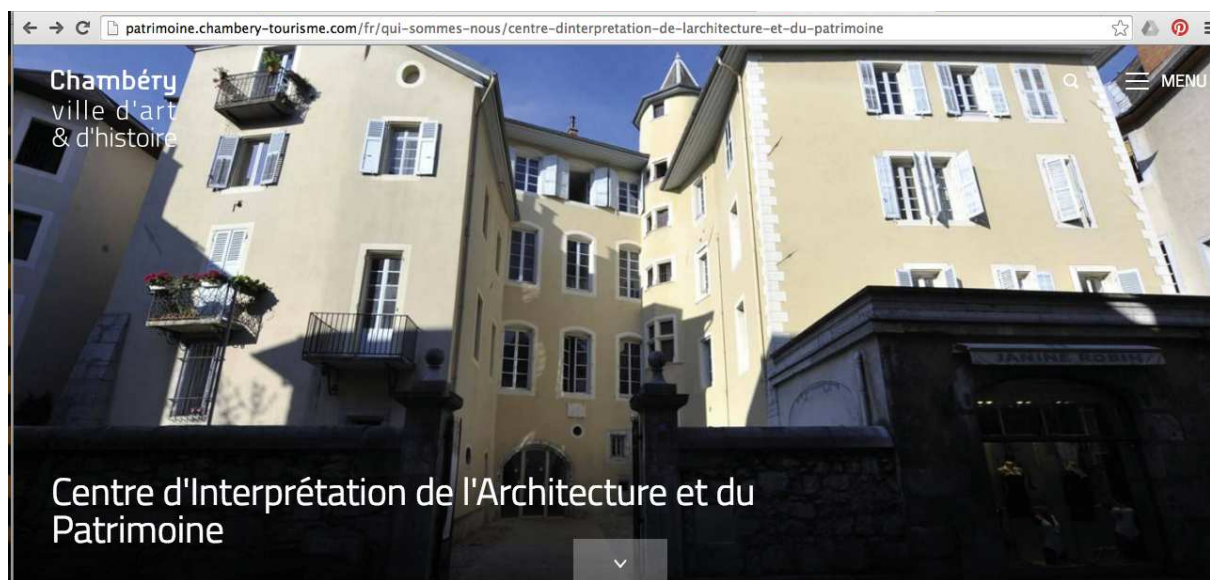 patrimoine.chambery-tourisme.com/fr/qui-sommes-nous/centre-dinterpretation-de-larchitecture-et-du-patrimoine
Chambéry
ville d'art
& d'histoire
MENU
JANINE ROBIN
Centre d'Interprétation de l'Architecture et du
Patrimoine